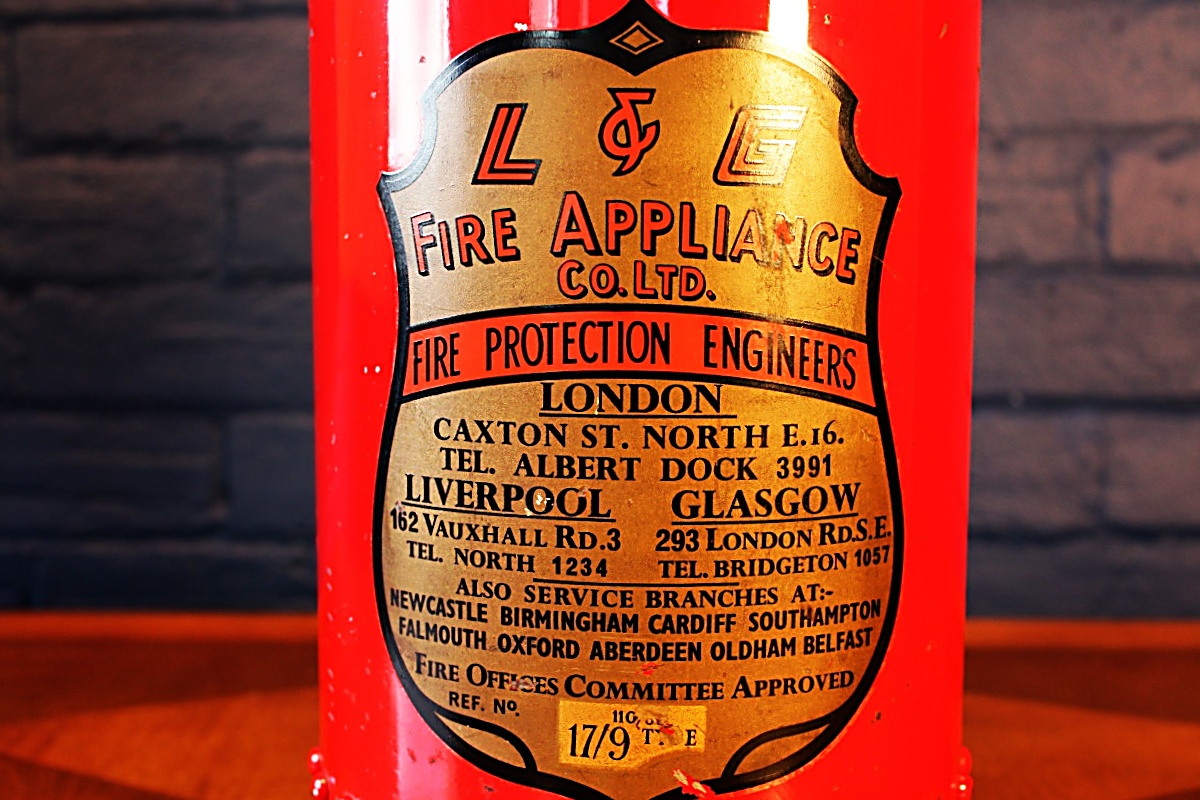 L & G
FIRE APPLIANCE
CO. LTD.
FIRE PROTECTION ENGINEERS
LONDON
CAXTON ST. NORTH E.16.
TEL. ALBERT DOCK 3991
LIVERPOOL GLASGOW
162 VAUXHALL RD.3 293 LONDON RD.S.E.
TEL. NORTH 1234 TEL. BRIDGETON 1057
ALSO SERVICE BRANCHES AT:-
NEWCASTLE BIRMINGHAM CARDIFF SOUTHAMPTON
FALMOUTH OXFORD ABERDEEN OLDHAM BELFAST
FIRE OFFICES COMMITTEE APPROVED
REF. NO.
17/9